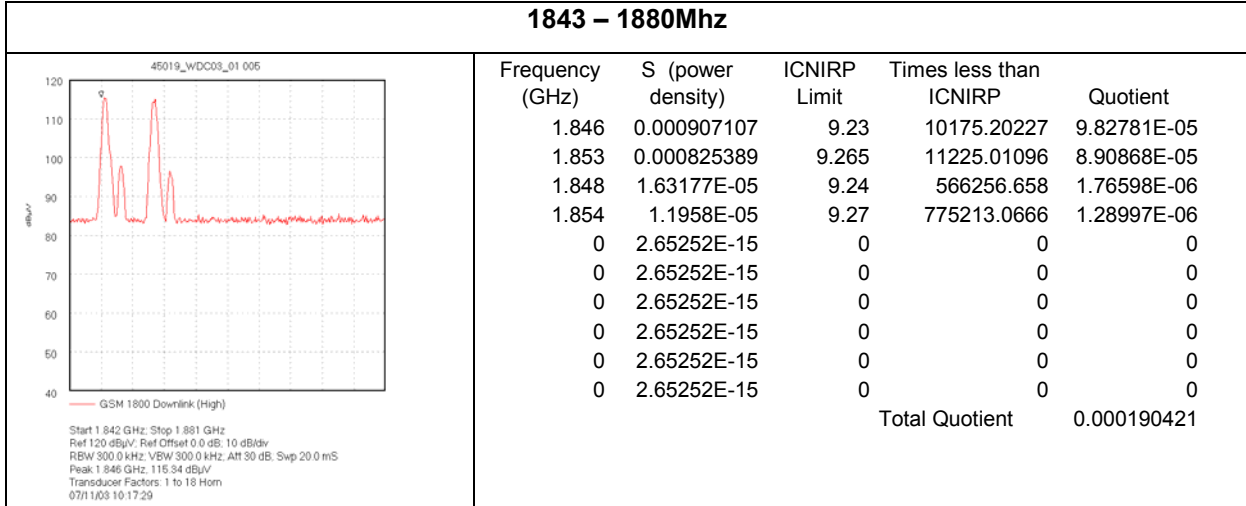 1843 – 1880Mhz
45019_WDC03_01 005
120
110
100
90
80
70
60
50
40
dBµV
GSM 1800 Downlink (High)
Start 1.842 GHz; Stop 1.881 GHz
Ref 120 dBµV; Ref Offset 0.0 dB; 10 dB/div
RBW 300.0 kHz; VBW 300.0 kHz; Att 30 dB; Swp 20.0 mS
Peak 1.846 GHz, 115.34 dBµV
Transducer Factors: 1 to 18 Horn
07/11/03 10:17:29
Frequency (GHz) S (power density) ICNIRP Limit Times less than ICNIRP Quotient
1.846 0.000907107 9.23 10175.20227 9.82781E-05
1.853 0.000825389 9.265 11225.01096 8.90868E-05
1.848 1.63177E-05 9.24 566256.658 1.76598E-06
1.854 1.1958E-05 9.27 775213.0666 1.28997E-06
0 2.65252E-15 0 0 0
0 2.65252E-15 0 0 0
0 2.65252E-15 0 0 0
0 2.65252E-15 0 0 0
0 2.65252E-15 0 0 0
0 2.65252E-15 0 0 0
Total Quotient 0.000190421